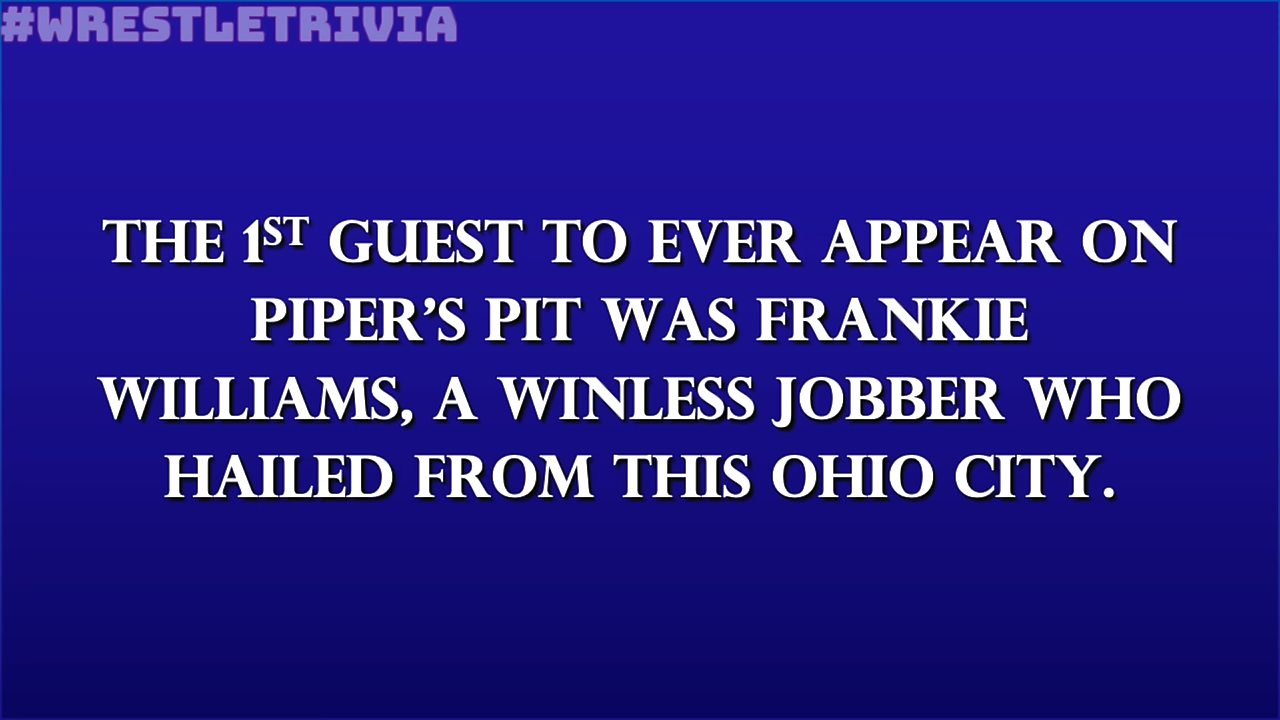 #WRESTLETRIVIA
THE 1ST GUEST TO EVER APPEAR ON
PIPER’S PIT WAS FRANKIE
WILLIAMS, A WINLESS JOBBER WHO
HAILED FROM THIS OHIO CITY.